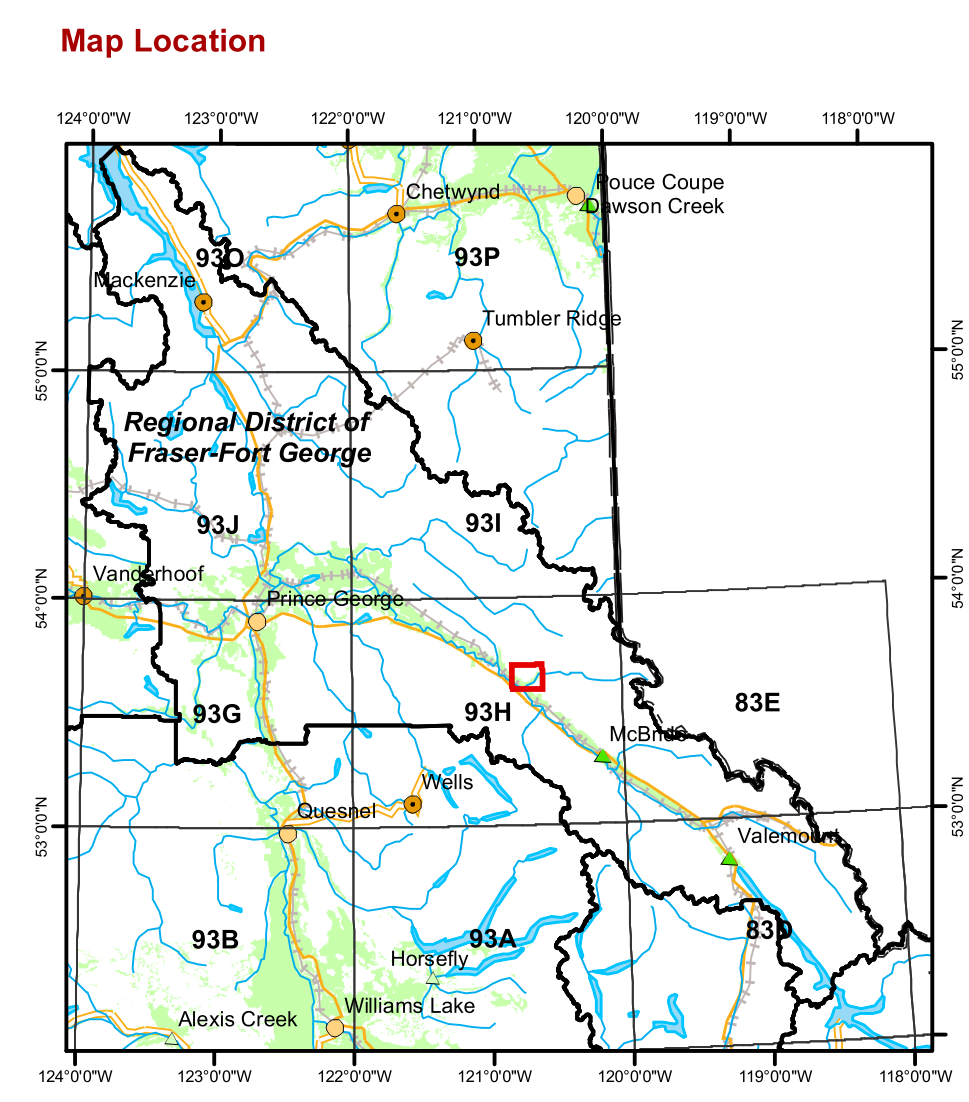 Map Location
124°0'0"W 123°0'0"W 122°0'0"W 121°0'0"W 120°0'0"W 119°0'0"W 118°0'0"W
Pouce Coupe
Chetwynd
Dawson Creek
93O
93P
Mackenzie
Tumbler Ridge
55°0'0"N
55°0'0"N
Regional District of
Fraser-Fort George
93J
93I
Vanderhoof
54°0'0"N
54°0'0"N
Prince George
83E
93G
93H
McBride
Wells
Quesnel
53°0'0"N
53°0'0"N
Valemount
83D
93B
93A
Horsefly
Williams Lake
Alexis Creek
124°0'0"W 123°0'0"W 122°0'0"W 121°0'0"W 120°0'0"W 119°0'0"W 118°0'0"W